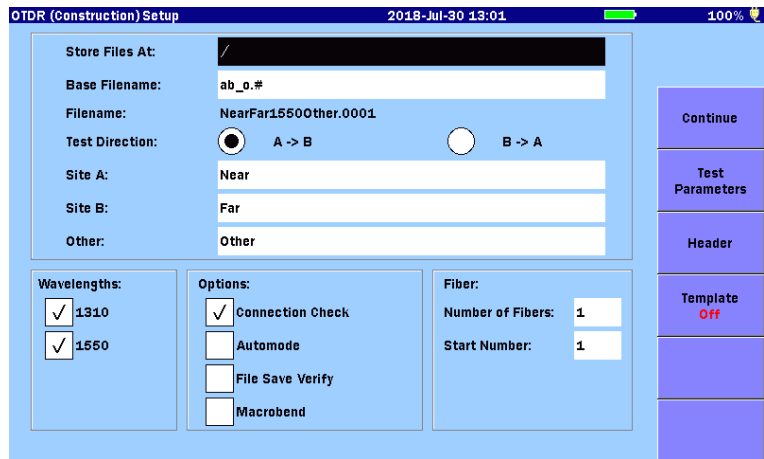 OTDR (Construction) Setup 2018-Jul-30 13:01 100%
Store Files At: /
Base Filename: ab_o.#
Filename: NearFar1550Other.0001
Test Direction: A -> B B -> A
Site A: Near
Site B: Far
Other: Other
Wavelengths:
1310
1550
Options:
Connection Check
Automode
File Save Verify
Macrobend
Fiber:
Number of Fibers: 1
Start Number: 1
Continue
Test
Parameters
Header
Template
Off